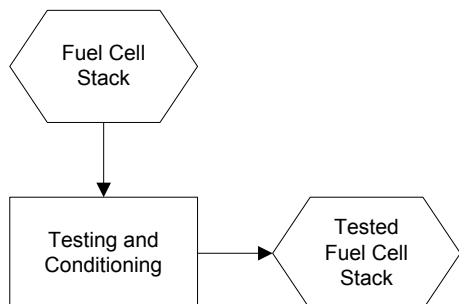 Fuel Cell
Stack
Testing and
Conditioning
Tested
Fuel Cell
Stack